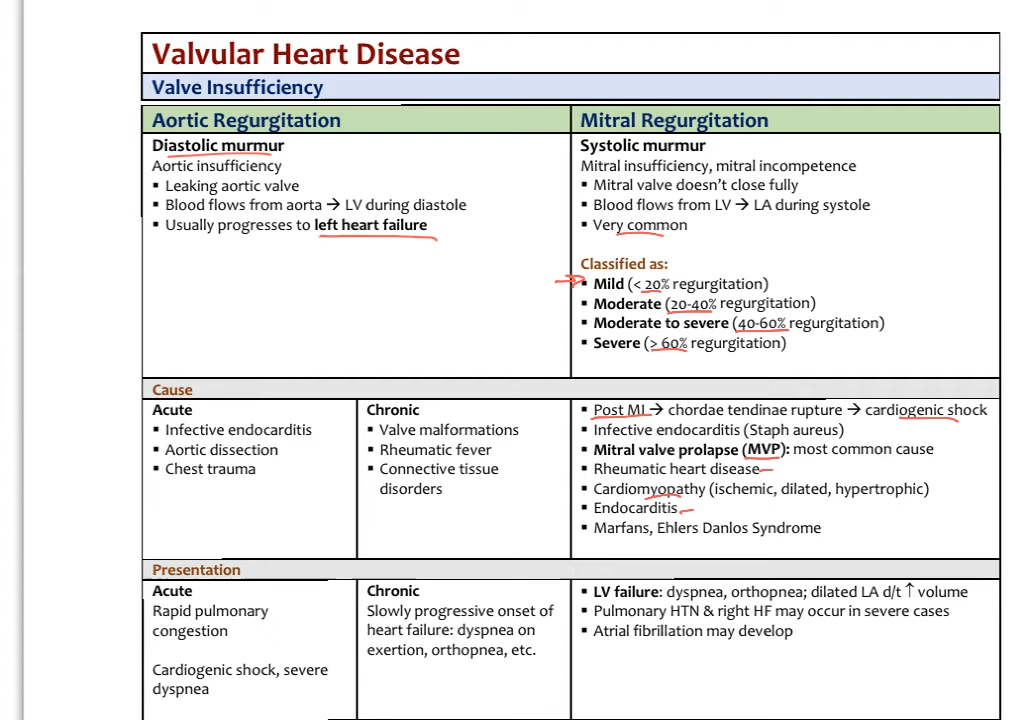 Valvular Heart Disease
Valve Insufficiency
Aortic Regurgitation
Diastolic murmur
Aortic insufficiency
▪ Leaking aortic valve
▪ Blood flows from aorta → LV during diastole
▪ Usually progresses to left heart failure
Mitral Regurgitation
Systolic murmur
Mitral insufficiency, mitral incompetence
▪ Mitral valve doesn't close fully
▪ Blood flows from LV → LA during systole
▪ Very common
Classified as:
▪ Mild (< 20% regurgitation)
▪ Moderate (20-40% regurgitation)
▪ Moderate to severe (40-60% regurgitation)
▪ Severe (> 60% regurgitation)
Cause
Acute
▪ Infective endocarditis
▪ Aortic dissection
▪ Chest trauma
Chronic
▪ Valve malformations
▪ Rheumatic fever
▪ Connective tissue
disorders
▪ Post MI → chordae tendinae rupture → cardiogenic shock
▪ Infective endocarditis (Staph aureus)
▪ Mitral valve prolapse (MVP): most common cause
▪ Rheumatic heart disease
▪ Cardiomyopathy (ischemic, dilated, hypertrophic)
▪ Endocarditis
▪ Marfans, Ehlers Danlos Syndrome
Presentation
Acute
Rapid pulmonary
congestion
Cardiogenic shock, severe
dyspnea
Chronic
Slowly progressive onset of
heart failure: dyspnea on
exertion, orthopnea, etc.
▪ LV failure: dyspnea, orthopnea; dilated LA d/t ↑ volume
▪ Pulmonary HTN & right HF may occur in severe cases
▪ Atrial fibrillation may develop